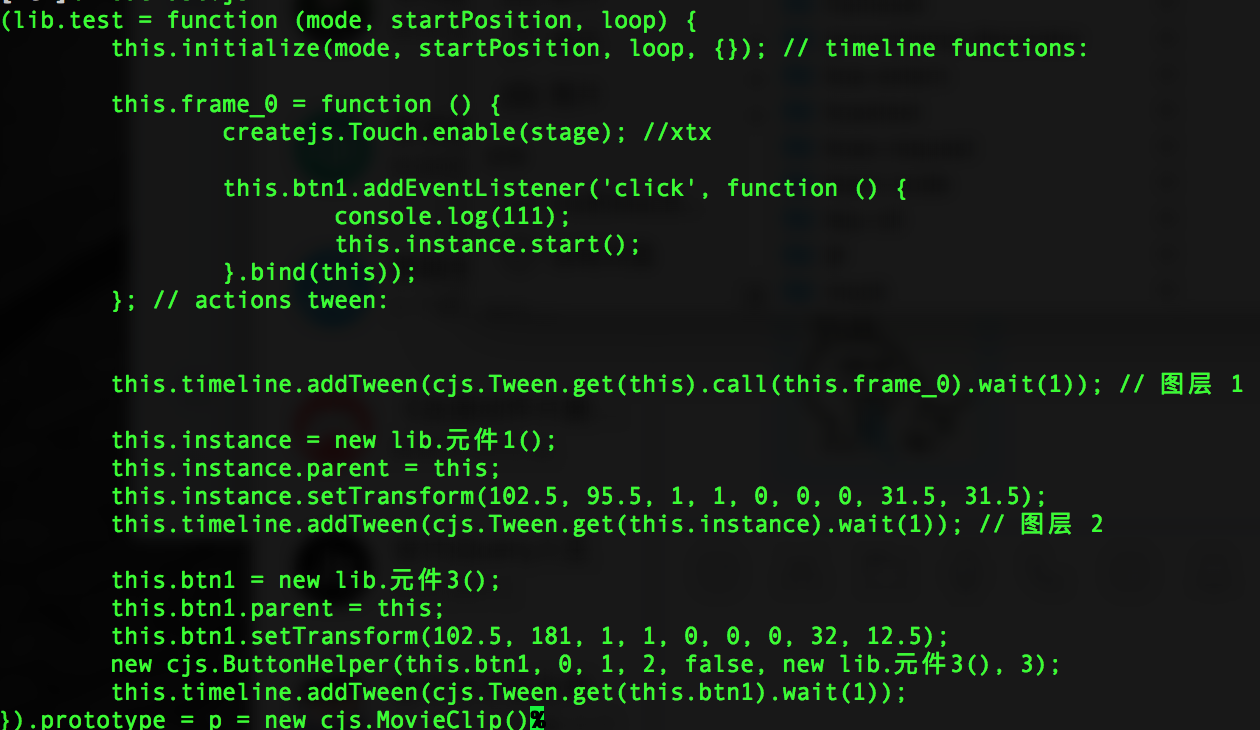 (lib.test = function (mode, startPosition, loop) {
        this.initialize(mode, startPosition, loop, {}); // timeline functions:
        this.frame_0 = function () {
                createjs.Touch.enable(stage); //xtx
                this.btn1.addEventListener('click', function () {
                        console.log(111);
                        this.instance.start();
                }.bind(this));
        }; // actions tween:
        this.timeline.addTween(cjs.Tween.get(this).call(this.frame_0).wait(1)); // 图层 1
        this.instance = new lib.元件1();
        this.instance.parent = this;
        this.instance.setTransform(102.5, 95.5, 1, 1, 0, 0, 0, 31.5, 31.5);
        this.timeline.addTween(cjs.Tween.get(this.instance).wait(1)); // 图层 2
        this.btn1 = new lib.元件3();
        this.btn1.parent = this;
        this.btn1.setTransform(102.5, 181, 1, 1, 0, 0, 0, 32, 12.5);
        new cjs.ButtonHelper(this.btn1, 0, 1, 2, false, new lib.元件3(), 3);
        this.timeline.addTween(cjs.Tween.get(this.btn1).wait(1));
}).prototype = p = new cjs.MovieClip()%